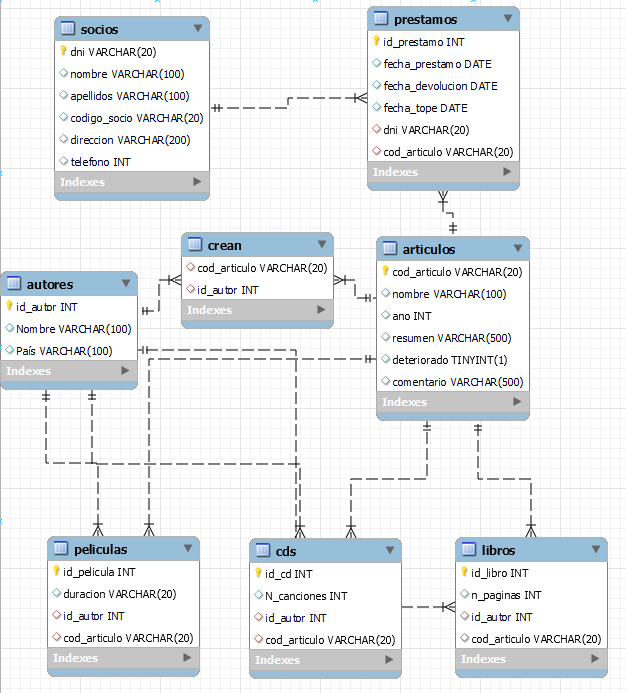 socios
dni VARCHAR(20)
nombre VARCHAR(100)
apellidos VARCHAR(100)
codigo_socio VARCHAR(20)
direccion VARCHAR(200)
telefono INT
Indexes
prestamos
id_prestamo INT
fecha_prestamo DATE
fecha_devolucion DATE
fecha_tope DATE
dni VARCHAR(20)
cod_articulo VARCHAR(20)
Indexes
crean
cod_articulo VARCHAR(20)
id_autor INT
Indexes
autores
id_autor INT
Nombre VARCHAR(100)
País VARCHAR(100)
Indexes
articulos
cod_articulo VARCHAR(20)
nombre VARCHAR(100)
ano INT
resumen VARCHAR(500)
deteriorado TINYINT(1)
comentario VARCHAR(500)
Indexes
peliculas
id_pelicula INT
duracion VARCHAR(20)
id_autor INT
cod_articulo VARCHAR(20)
Indexes
cds
id_cd INT
N_canciones INT
id_autor INT
cod_articulo VARCHAR(20)
Indexes
libros
id_libro INT
n_paginas INT
id_autor INT
cod_articulo VARCHAR(20)
Indexes